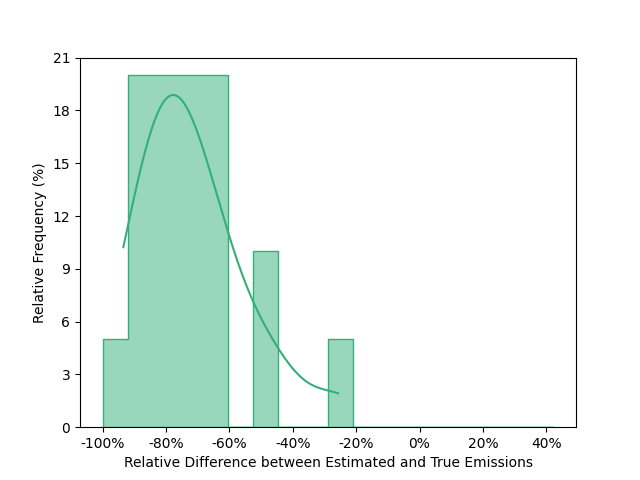 21
18
15
12
9
6
3
0
Relative Frequency (%)
-100% -80% -60% -40% -20% 0% 20% 40%
Relative Difference between Estimated and True Emissions